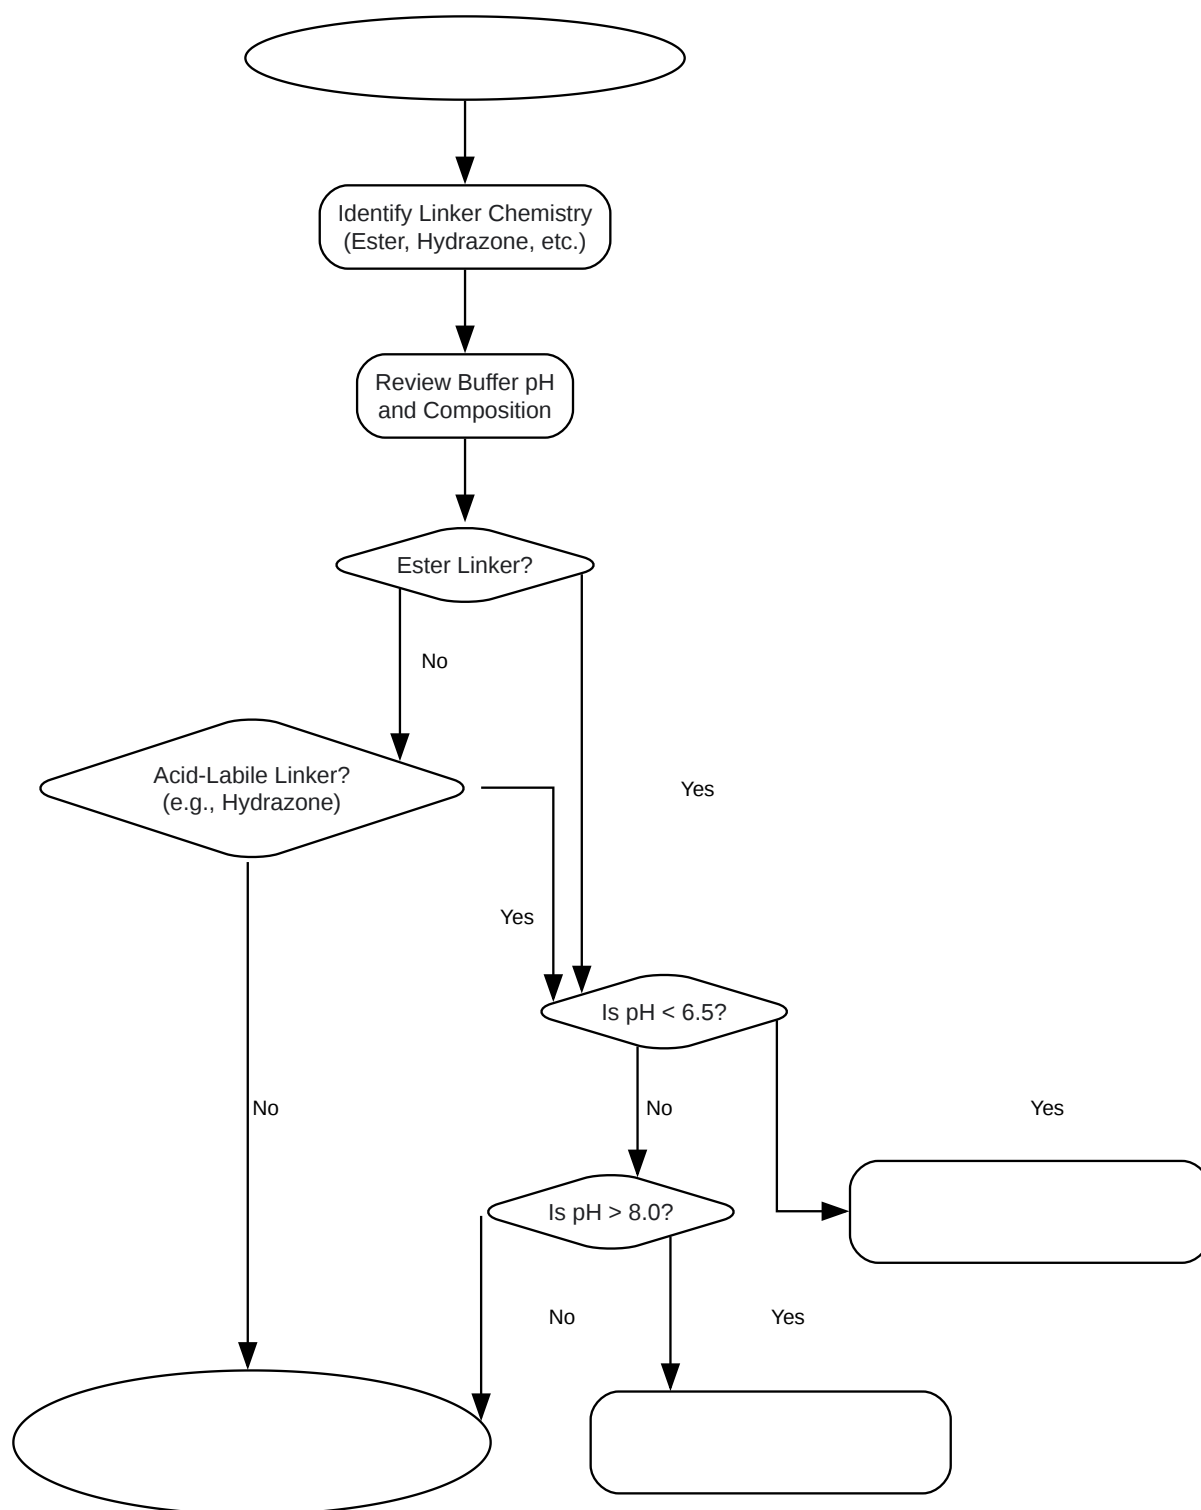 Identify Linker Chemistry
(Ester, Hydrazone, etc.)
Review Buffer pH
and Composition
Ester Linker?
No
Acid-Labile Linker?
(e.g., Hydrazone)
Yes
Yes
Is pH < 6.5?
No
No
Yes
Is pH > 8.0?
No
Yes